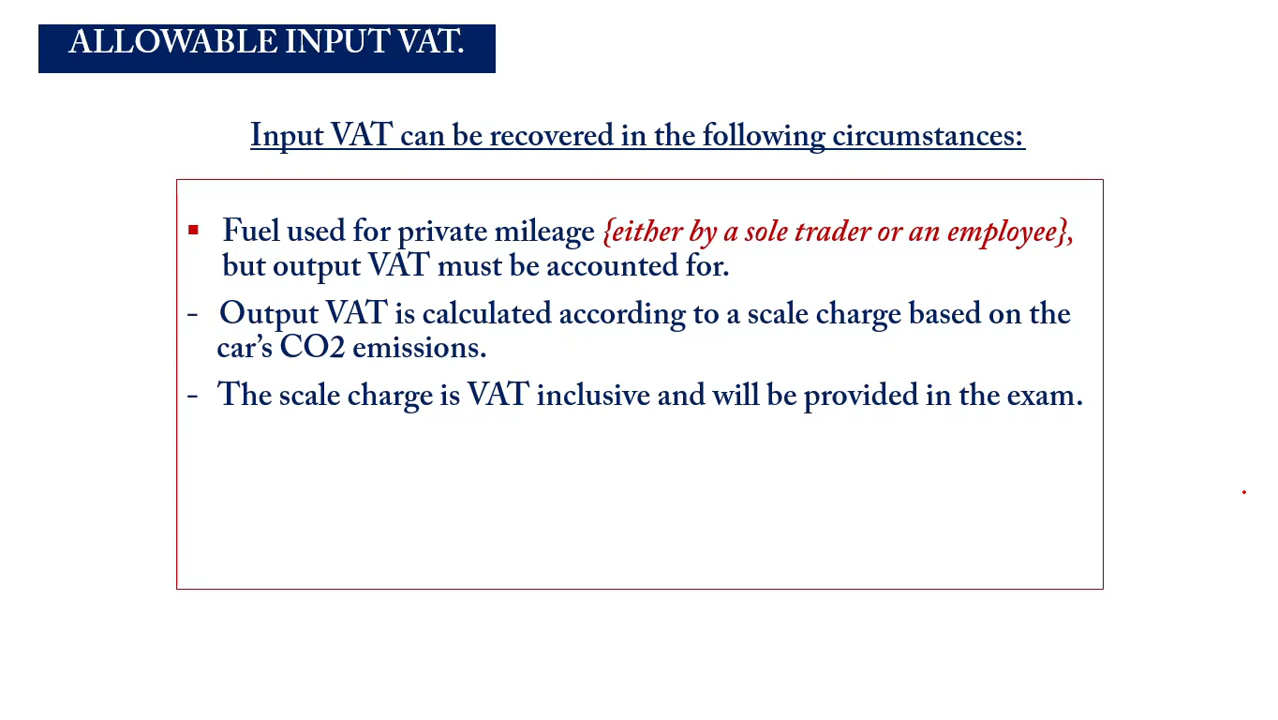 ALLOWABLE INPUT VAT.
Input VAT can be recovered in the following circumstances:
▪ Fuel used for private mileage {either by a sole trader or an employee},
but output VAT must be accounted for.
- Output VAT is calculated according to a scale charge based on the
car’s CO2 emissions.
- The scale charge is VAT inclusive and will be provided in the exam.